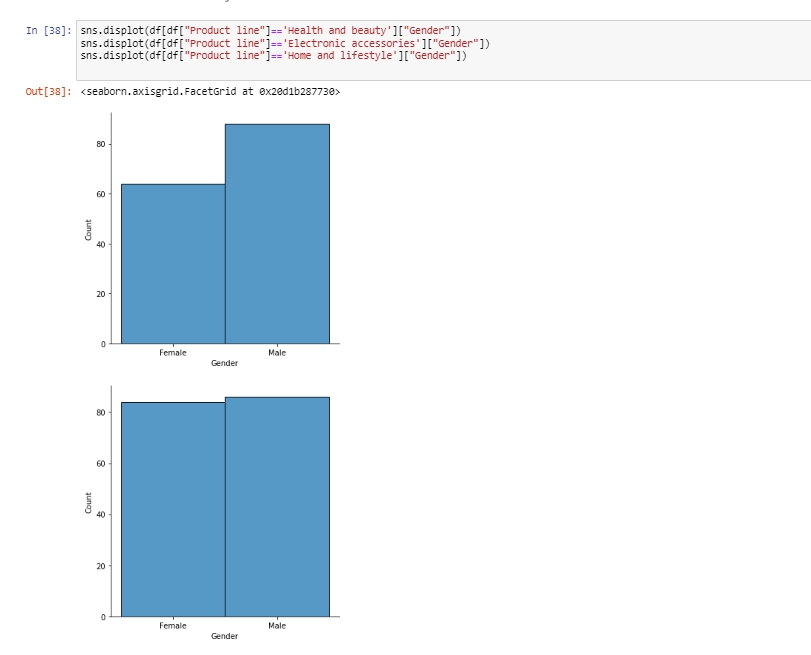 In [38]: sns.displot(df[df["Product line"]=='Health and beauty']["Gender"])
sns.displot(df[df["Product line"]=='Electronic accessories']["Gender"])
sns.displot(df[df["Product line"]=='Home and lifestyle']["Gender"])
Out[38]: <seaborn.axisgrid.FacetGrid at 0x20d1b287730>
80
60
40
20
0
Count
Female Male
Gender
80
60
40
20
0
Count
Female Male
Gender